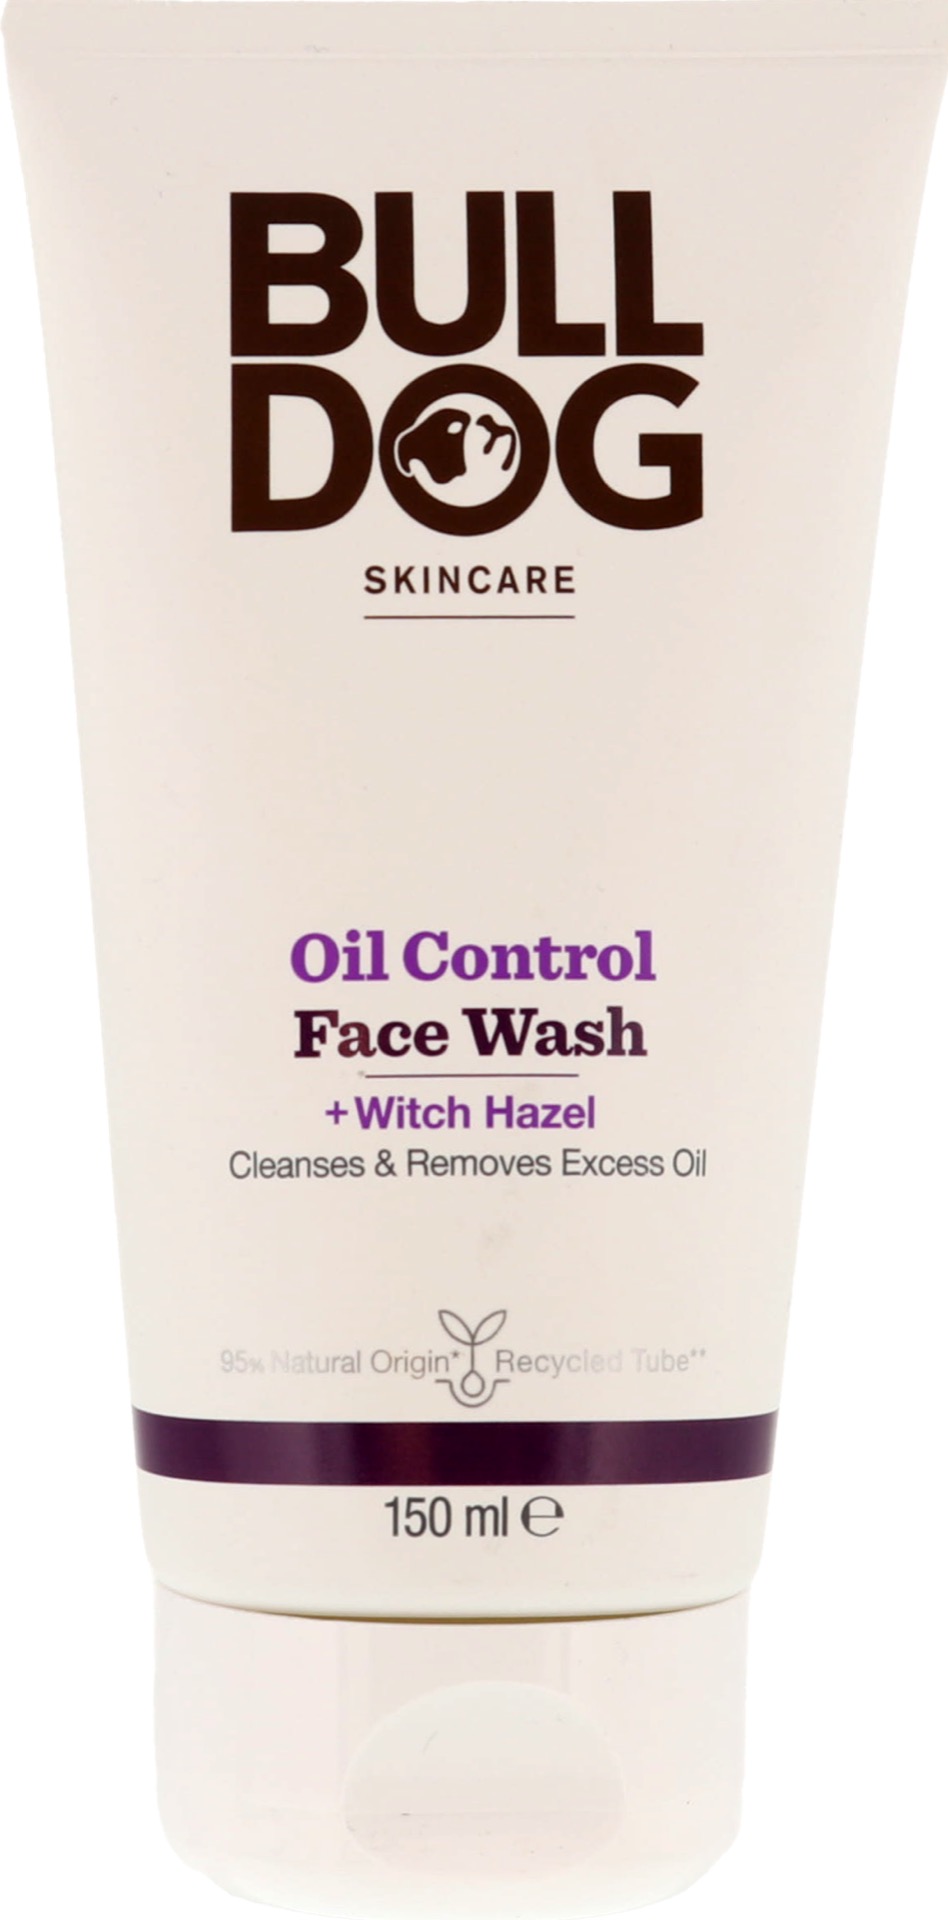 BULL
DOG
SKINCARE
Oil Control
Face Wash
+ Witch Hazel
Cleanses & Removes Excess Oil
95% Natural Origin* Recycled Tube**
150 ml ℮